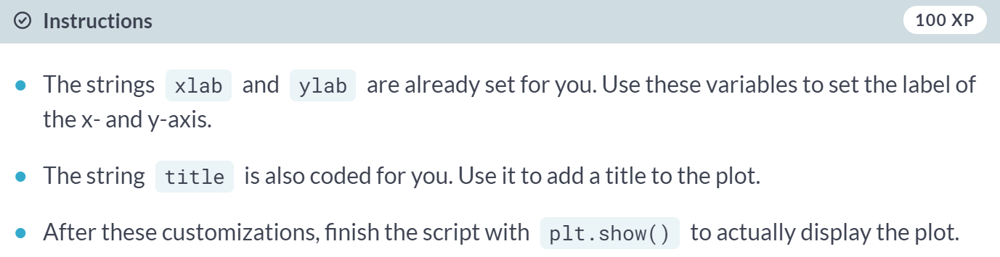 Instructions
100 XP
The strings xlab and ylab are already set for you. Use these variables to set the label of
the x- and y-axis.
The string title is also coded for you. Use it to add a title to the plot.
After these customizations, finish the script with plt.show() to actually display the plot.